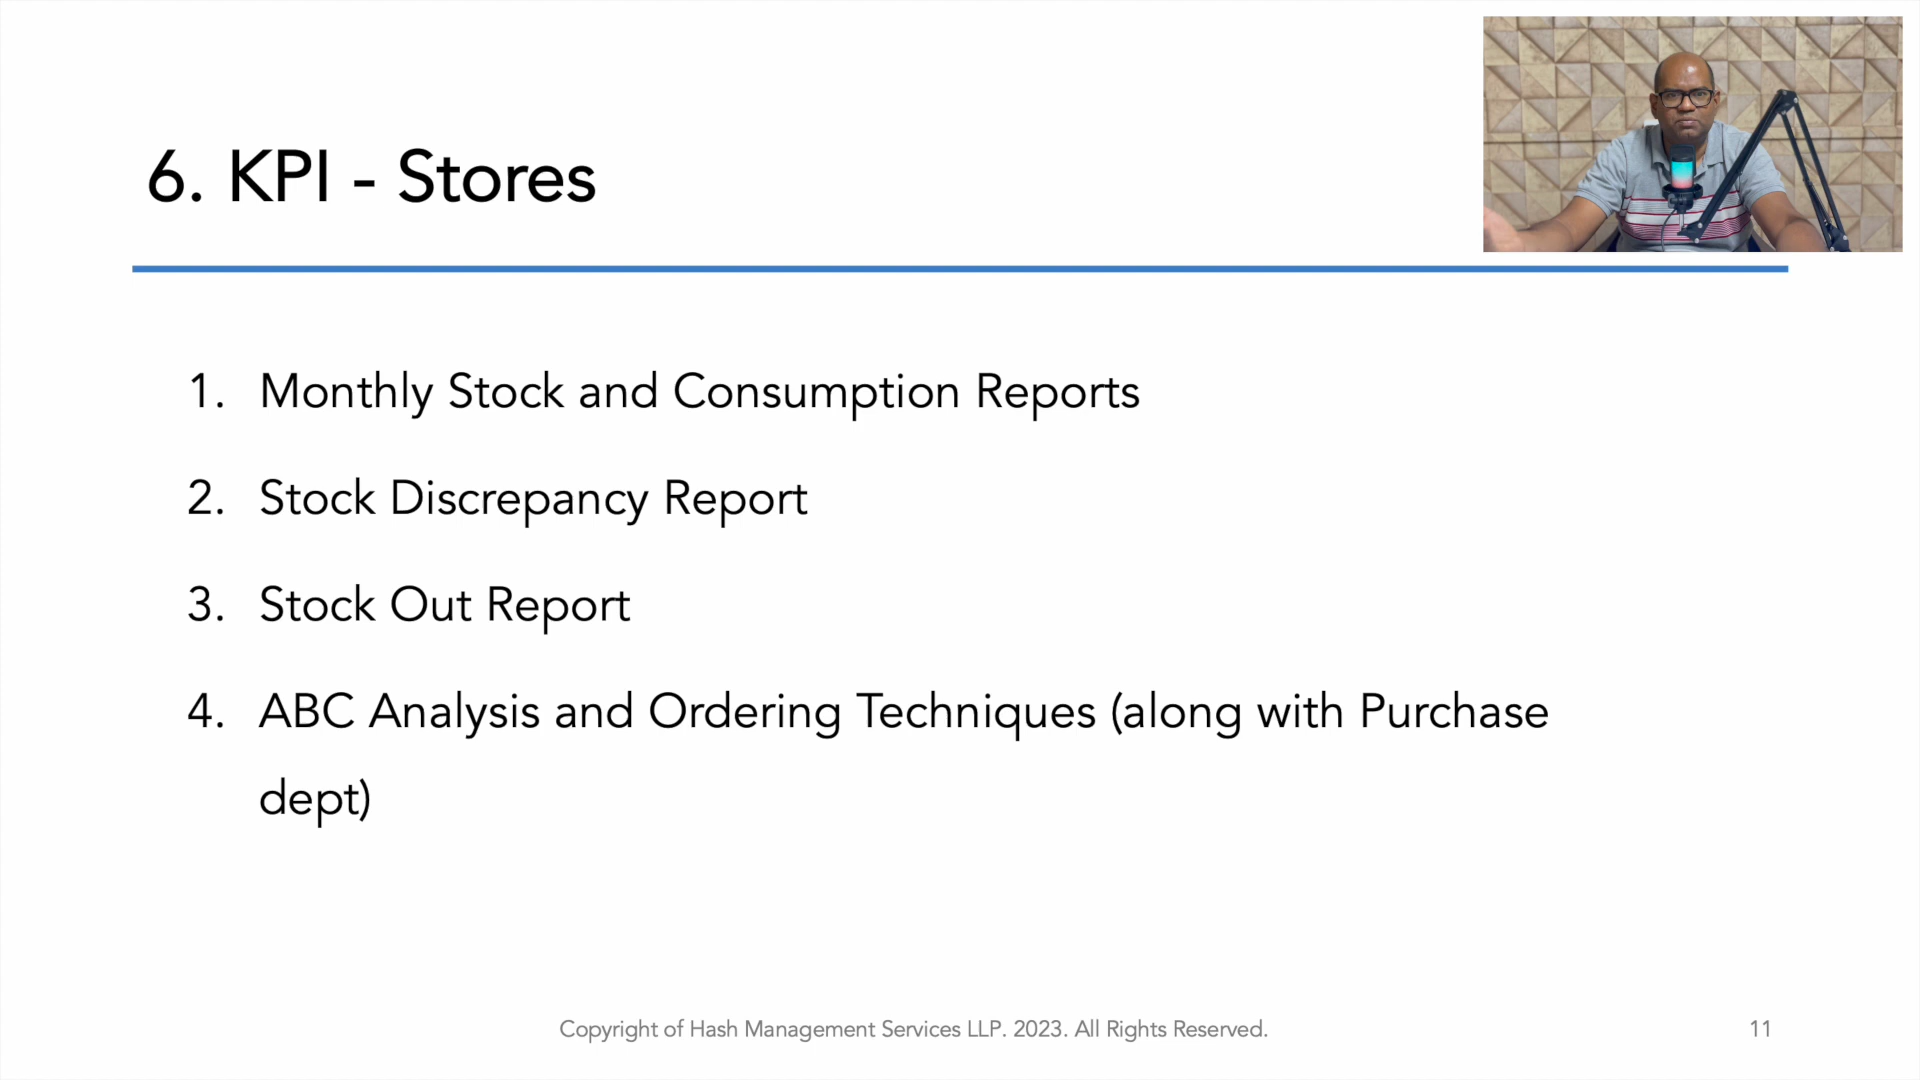 6. KPI - Stores
1. Monthly Stock and Consumption Reports
2. Stock Discrepancy Report
3. Stock Out Report
4. ABC Analysis and Ordering Techniques (along with Purchase
dept)
Copyright of Hash Management Services LLP. 2023. All Rights Reserved.
11